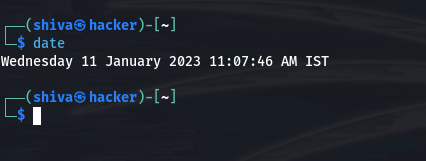 ┌──(shiva㉿hacker)-[~]
└─$ date
Wednesday 11 January 2023 11:07:46 AM IST
┌──(shiva㉿hacker)-[~]
└─$